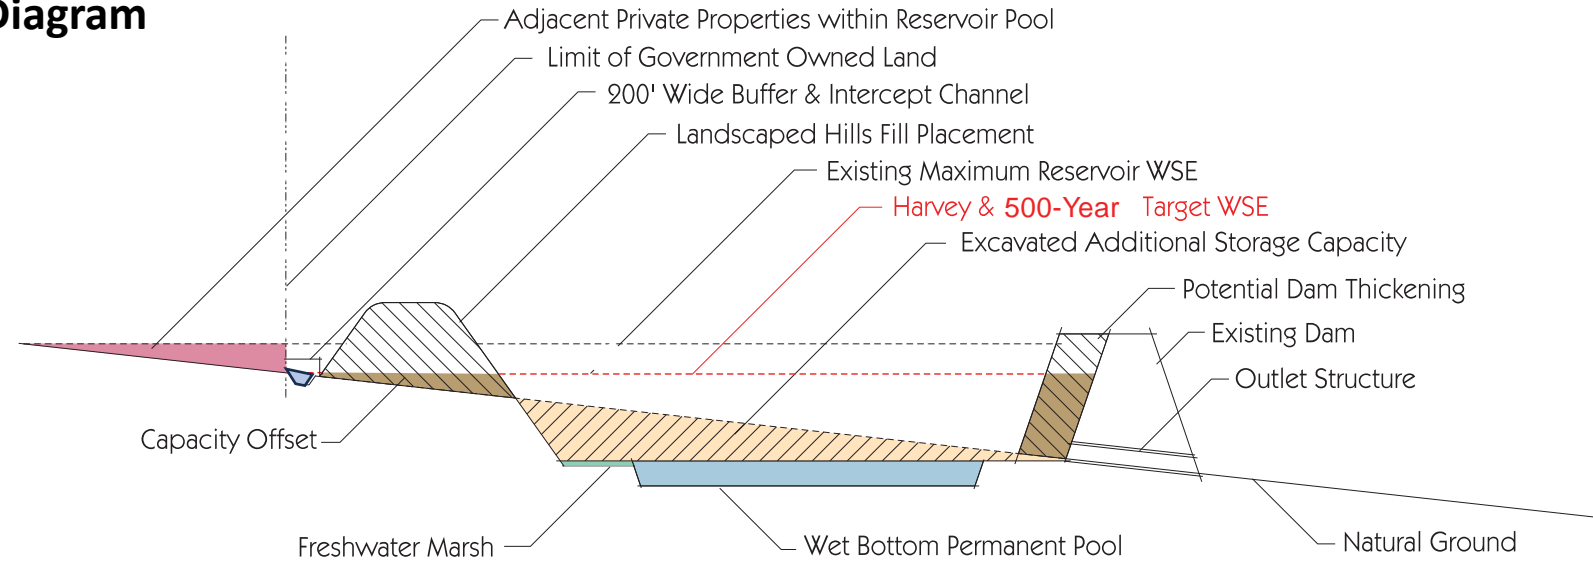 Diagram
Adjacent Private Properties within Reservoir Pool
Limit of Government Owned Land
200' Wide Buffer & Intercept Channel
Landscaped Hills Fill Placement
Existing Maximum Reservoir WSE
Harvey & 500-Year Target WSE
Excavated Additional Storage Capacity
Potential Dam Thickening
Existing Dam
Outlet Structure
Capacity Offset
Freshwater Marsh
Wet Bottom Permanent Pool
Natural Ground